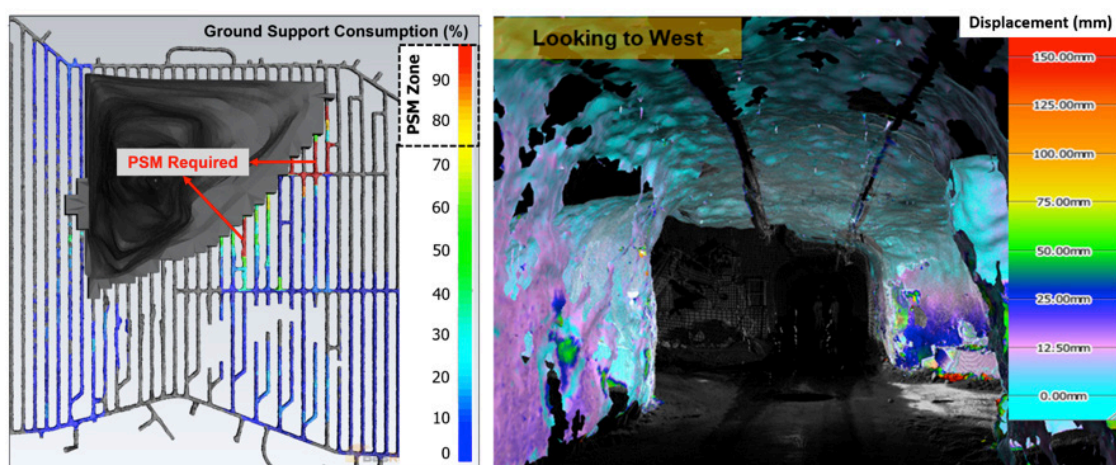 Ground Support Consumption (%)
PSM Zone
90
80
70
60
50
40
30
20
10
0
PSM Required
Looking to West
Displacement (mm)
150.00mm
125.00mm
100.00mm
75.00mm
50.00mm
25.00mm
12.50mm
0.00mm